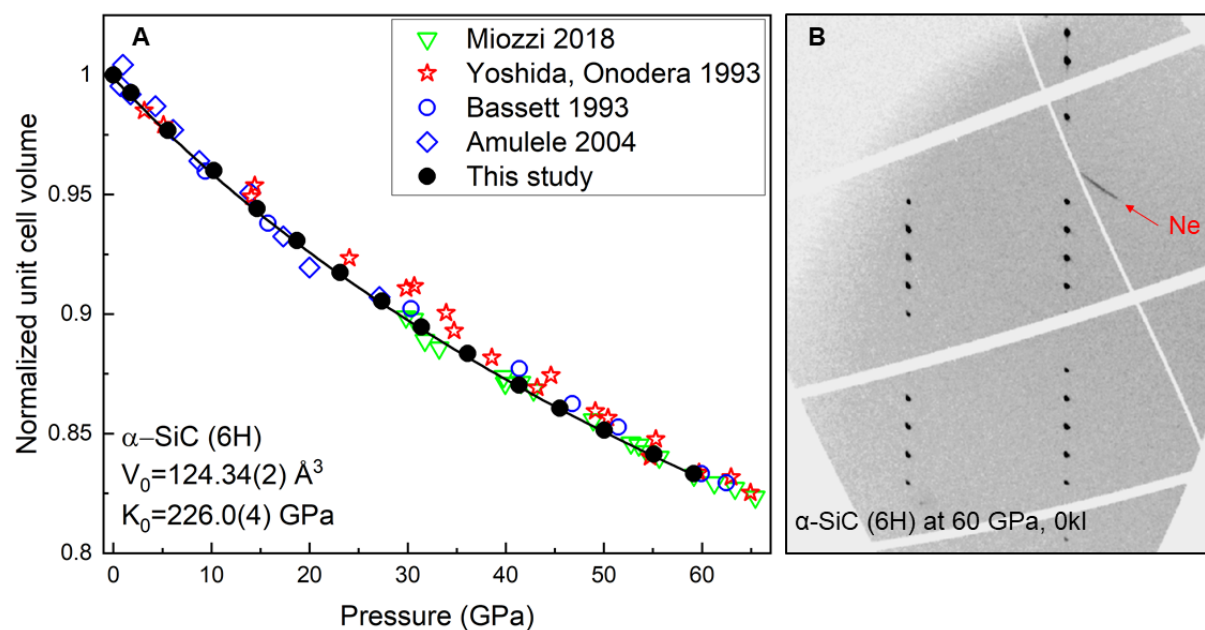 A
Miozzi 2018
Yoshida, Onodera 1993
Bassett 1993
Amulele 2004
This study
Normalized unit cell volume
1
0.95
0.9
0.85
0.8
α–SiC (6H)
V₀=124.34(2) Å³
K₀=226.0(4) GPa
0 10 20 30 40 50 60
Pressure (GPa)
B
Ne
α-SiC (6H) at 60 GPa, 0kl